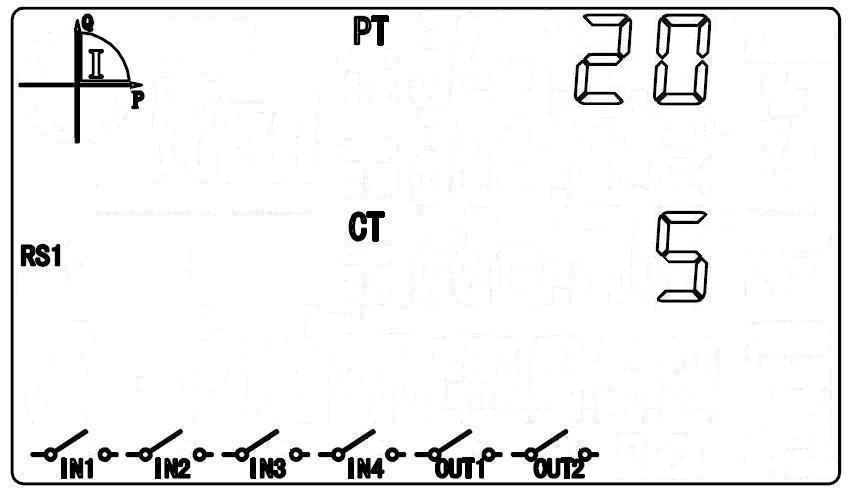 Q
I
P
PT 20
CT 5
RS1
IN1 IN2 IN3 IN4 OUT1 OUT2